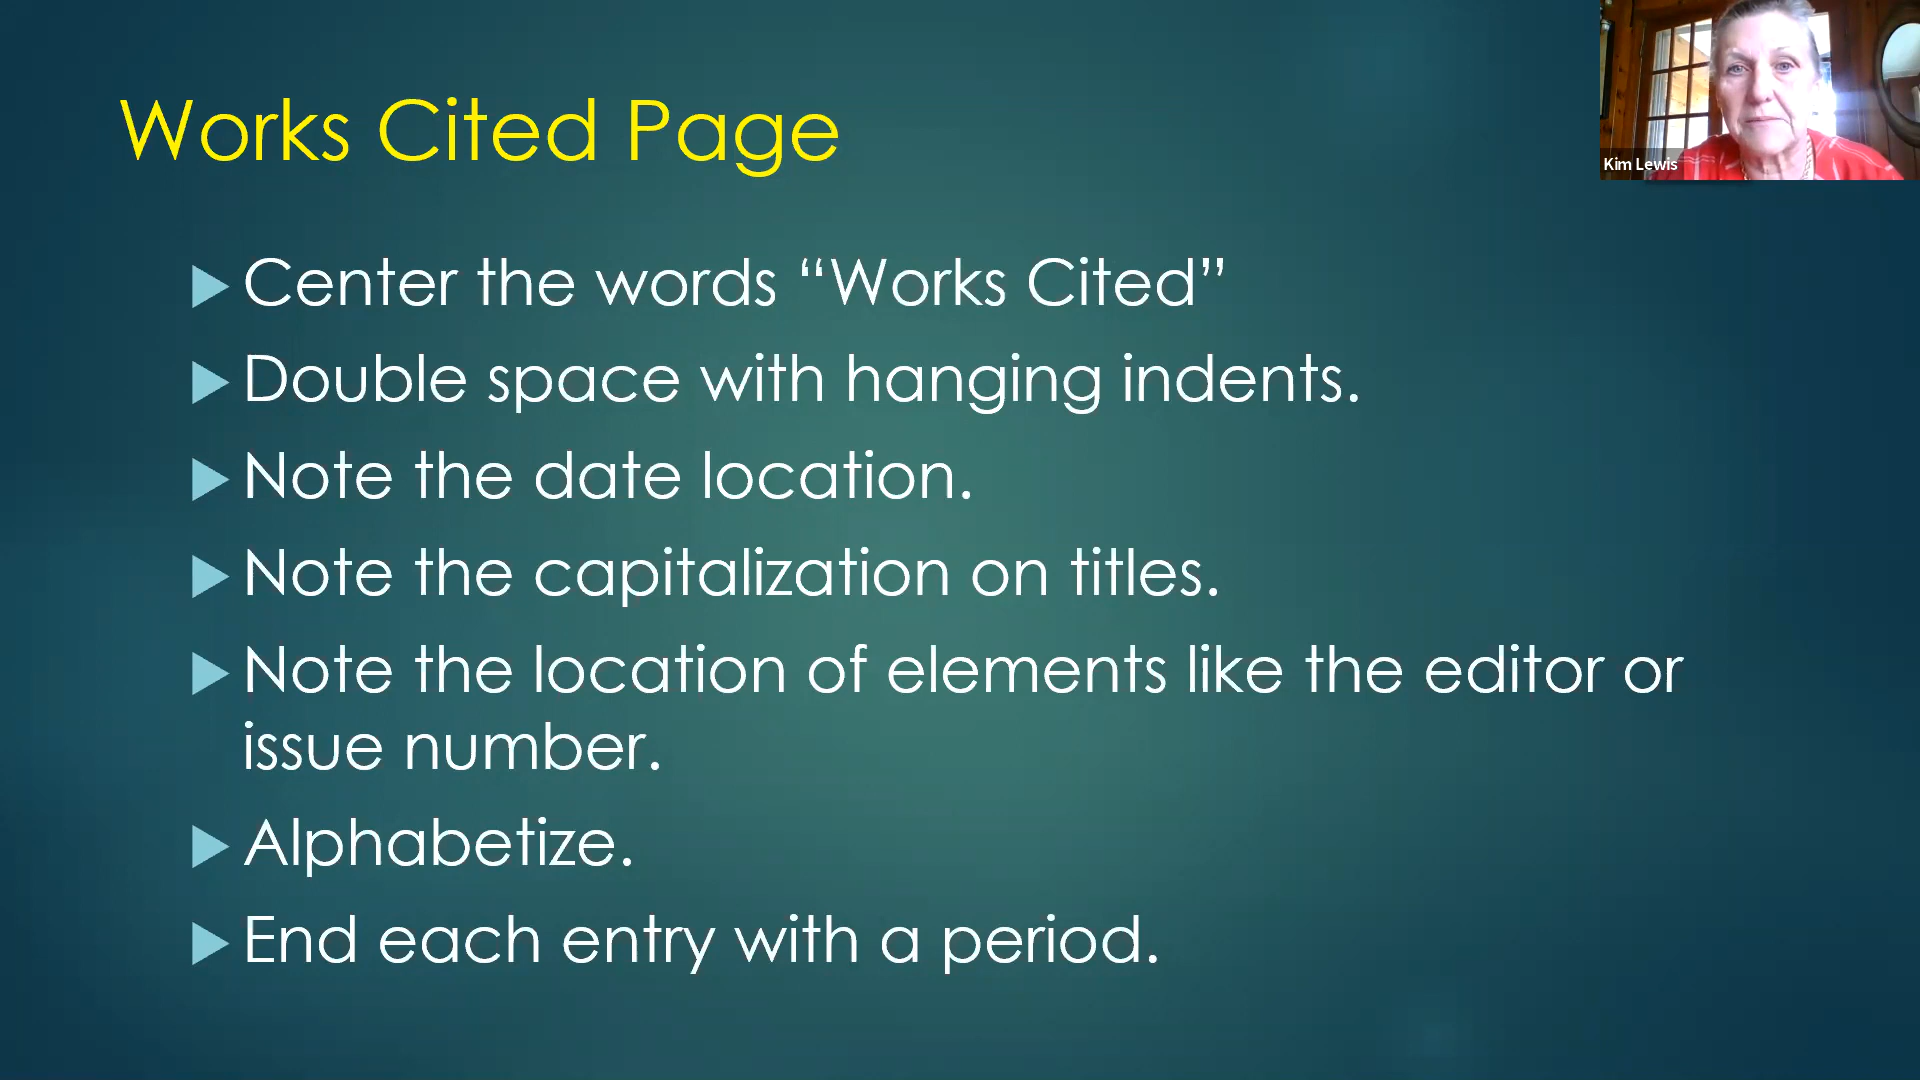 Works Cited Page
Kim Lewis
Center the words “Works Cited”
Double space with hanging indents.
Note the date location.
Note the capitalization on titles.
Note the location of elements like the editor or
issue number.
Alphabetize.
End each entry with a period.